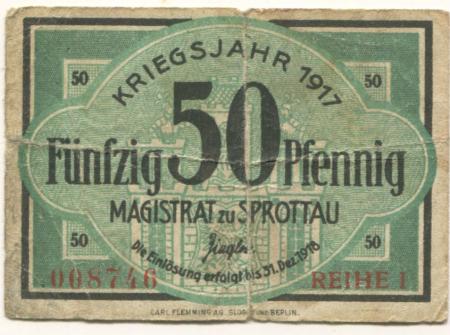 KRIEGSJAHR 1917
50 50
Fünfzig 50 Pfennig
MAGISTRAT zu SPROTTAU
50 50
Ziegler
Die Einlösung erfolgt bis 31. Dez. 1918
008746 REIHE I
CARL FLEMMING AG. BERLIN.